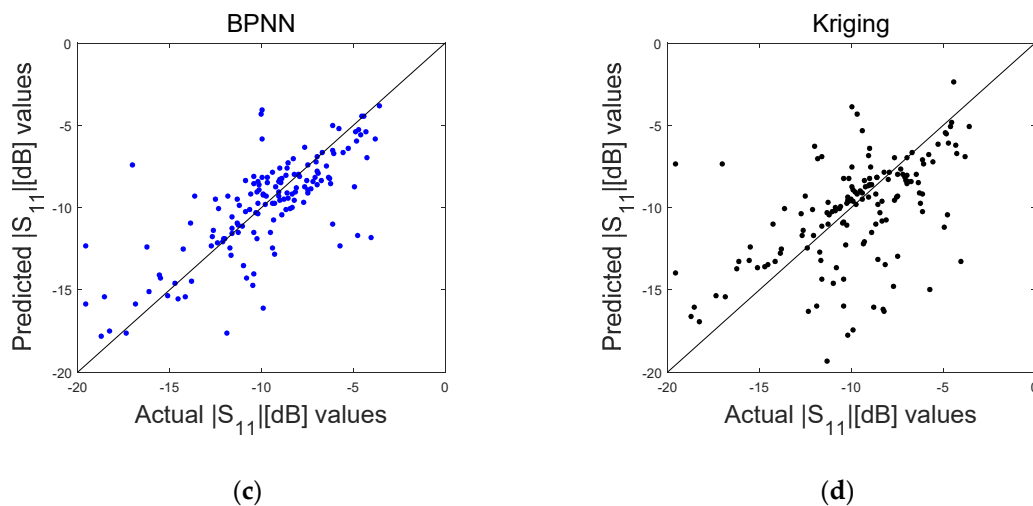 BPNN
0
-5
-10
-15
-20
-20
-15
-10
-5
0
Predicted |S11|[dB] values
Actual |S11|[dB] values
(c)
Kriging
0
-5
-10
-15
-20
-20
-15
-10
-5
0
Predicted |S11|[dB] values
Actual |S11|[dB] values
(d)